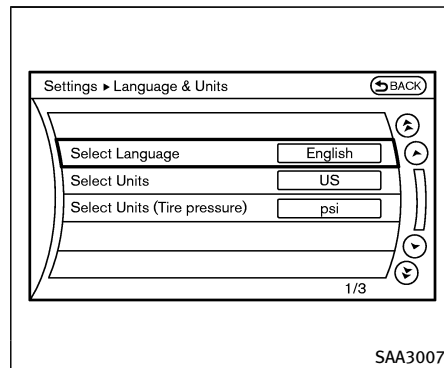 Settings ▸ Language & Units
BACK
Select Language English
Select Units US
Select Units (Tire pressure) psi
1/3
SAA3007